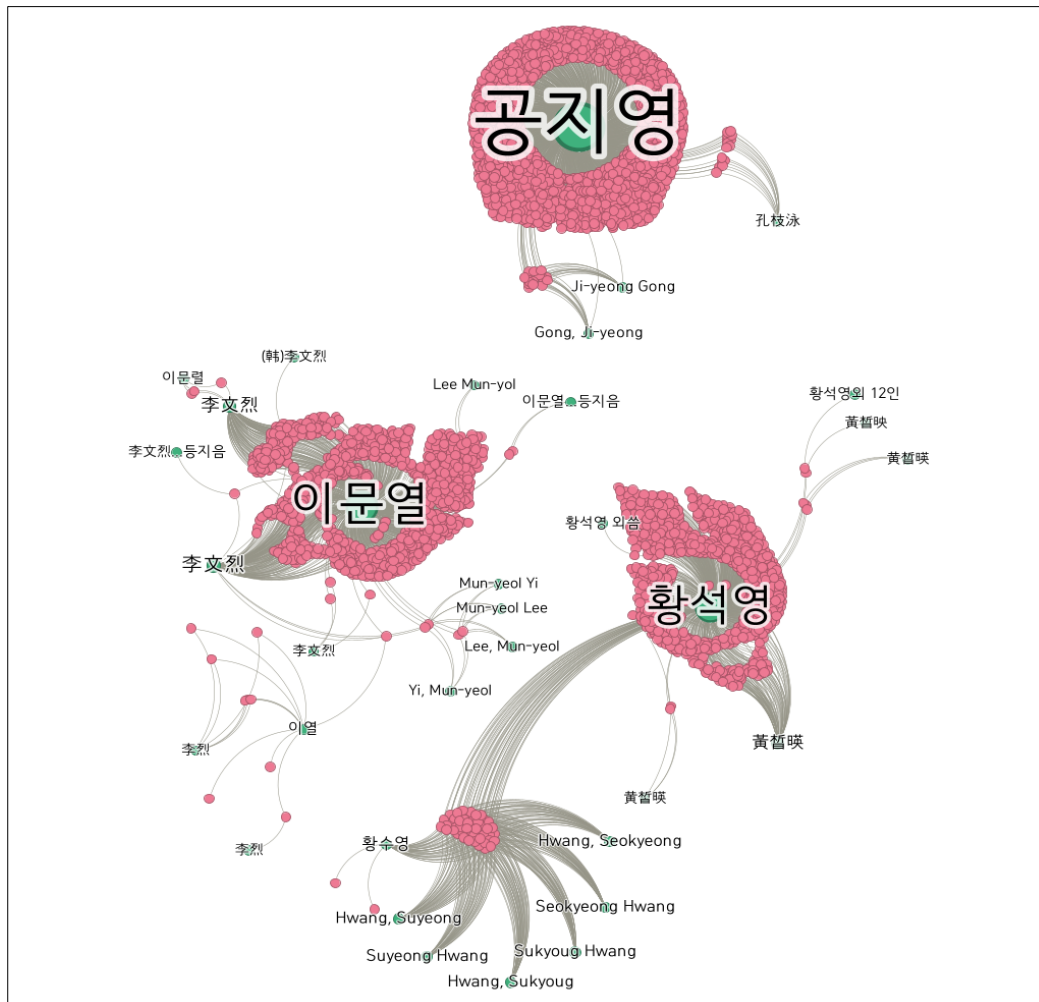 공지영
孔枝泳
Ji-yeong Gong
Gong, Ji-yeong
(韩)李文烈
이문렬
李文烈
Lee Mun-yol
이문열...등지음
황석영외 12인
黃晳映
黄晳暎
李文烈...등지음
이문열
황석영 외 씀
李文烈
Mun-yeol Yi
황석영
Mun-yeol Lee
李文烈
Lee, Mun-yeol
Yi, Mun-yeol
이열
李烈
黃晳暎
黄晳暎
황수영
Hwang, Seokyeong
李烈
Seokyeong Hwang
Hwang, Suyeong
Suyeong Hwang
Sukyoug Hwang
Hwang, Sukyoug